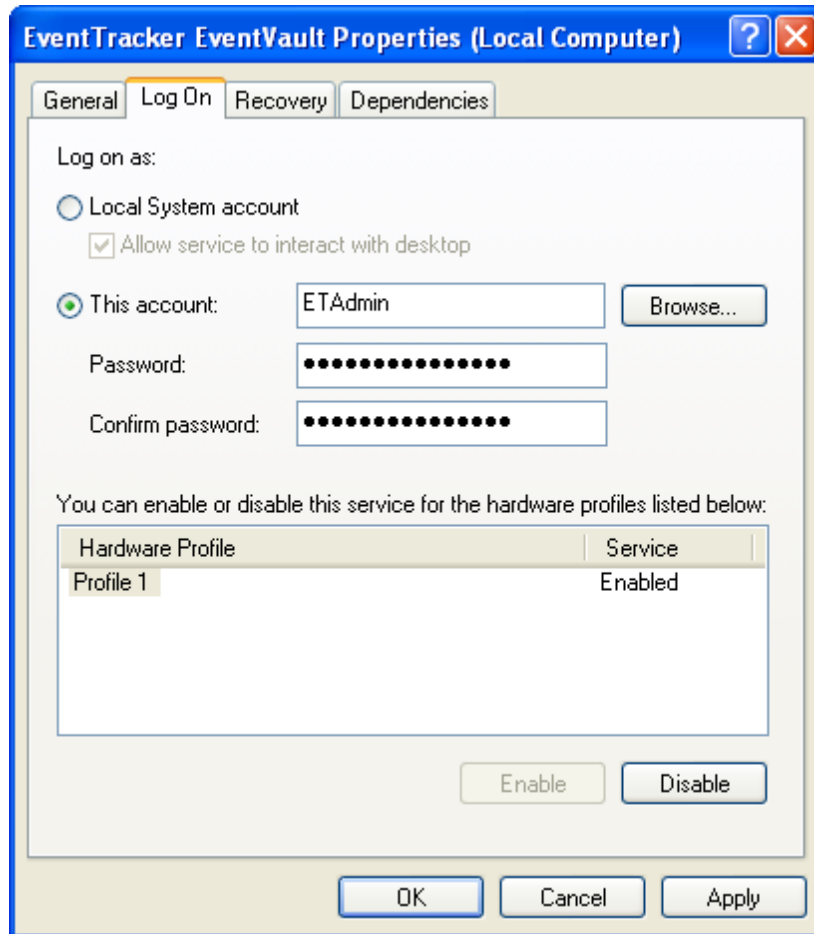 EventTracker EventVault Properties (Local Computer)
General Log On Recovery Dependencies
Log on as:
Local System account
Allow service to interact with desktop
This account: ETAdmin Browse...
Password: ●●●●●●●●●●●●●●●
Confirm password: ●●●●●●●●●●●●●●●
You can enable or disable this service for the hardware profiles listed below:
Hardware Profile Service
Profile 1 Enabled
Enable Disable
OK Cancel Apply